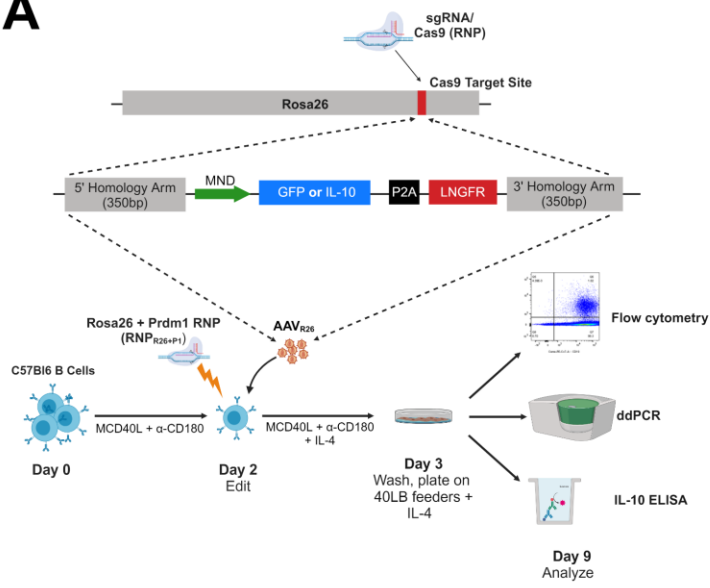 A
sgRNA/
Cas9 (RNP)
Cas9 Target Site
Rosa26
5' Homology Arm
(350bp)
MND
GFP or IL-10
P2A
LNGFR
3' Homology Arm
(350bp)
Rosa26 + Prdm1 RNP
(RNPR26+P1)
AAVR26
C57Bl6 B Cells
MCD40L + α-CD180
MCD40L + α-CD180
+ IL-4
Day 0
Day 2
Edit
Day 3
Wash, plate on
40LB feeders +
IL-4
Flow cytometry
ddPCR
IL-10 ELISA
Day 9
Analyze